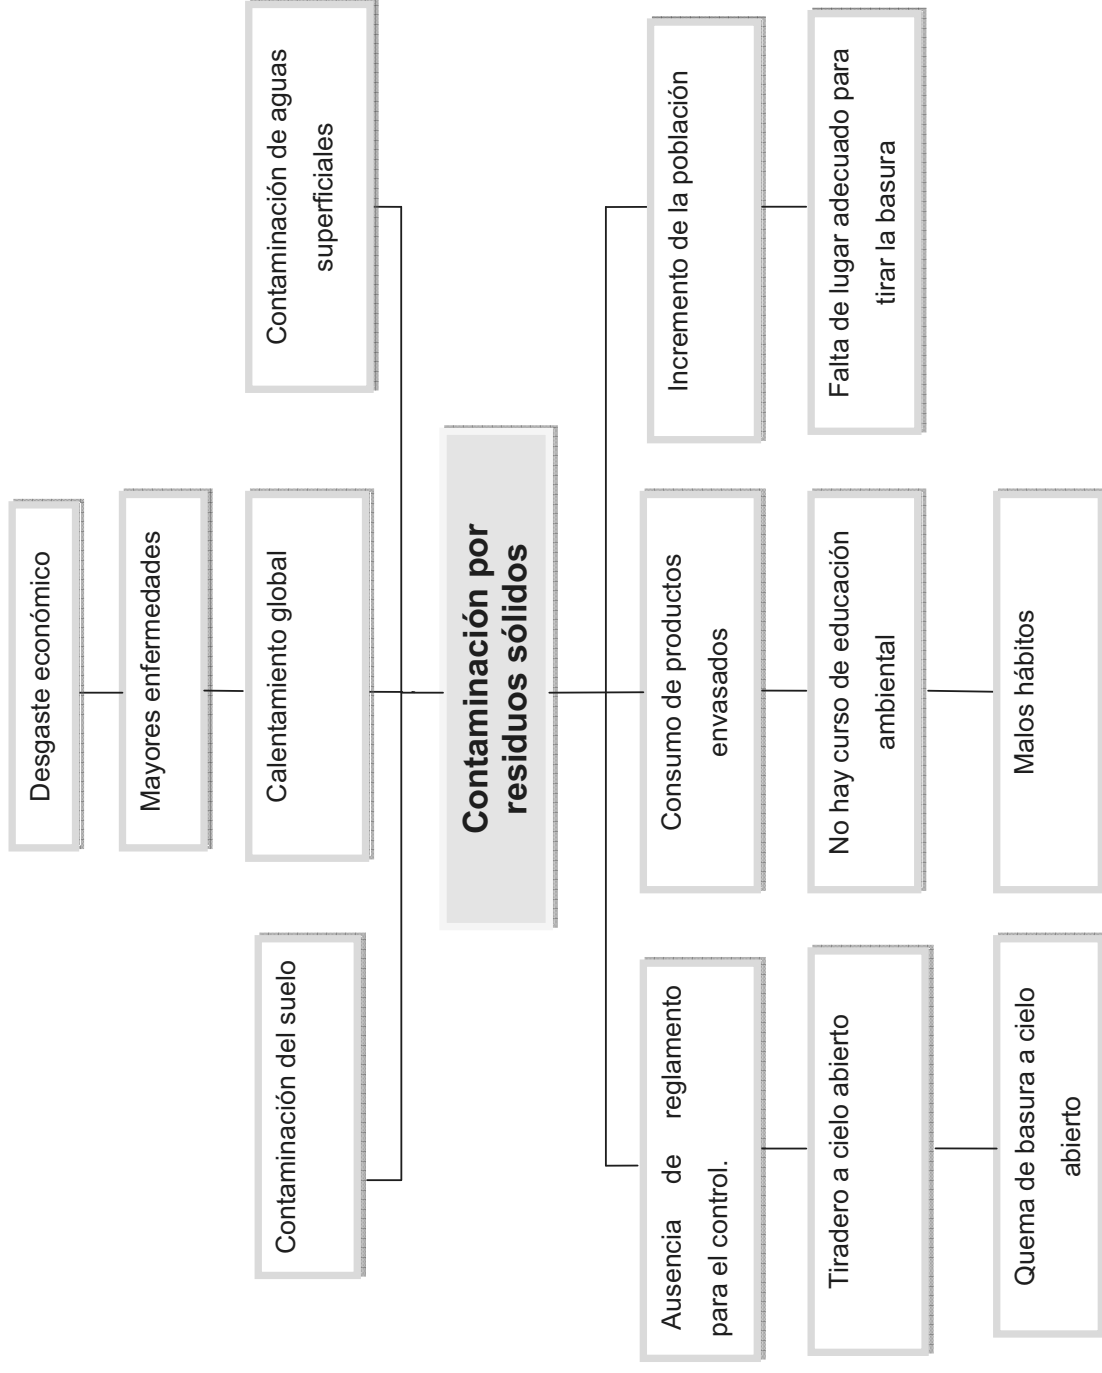 Desgaste económico
Mayores enfermedades
Contaminación del suelo
Calentamiento global
Contaminación de aguas
superficiales
Contaminación por
residuos sólidos
Ausencia de reglamento
para el control.
Consumo de productos
envasados
Incremento de la población
Tiradero a cielo abierto
No hay curso de educación
ambiental
Falta de lugar adecuado para
tirar la basura
Quema de basura a cielo
abierto
Malos hábitos